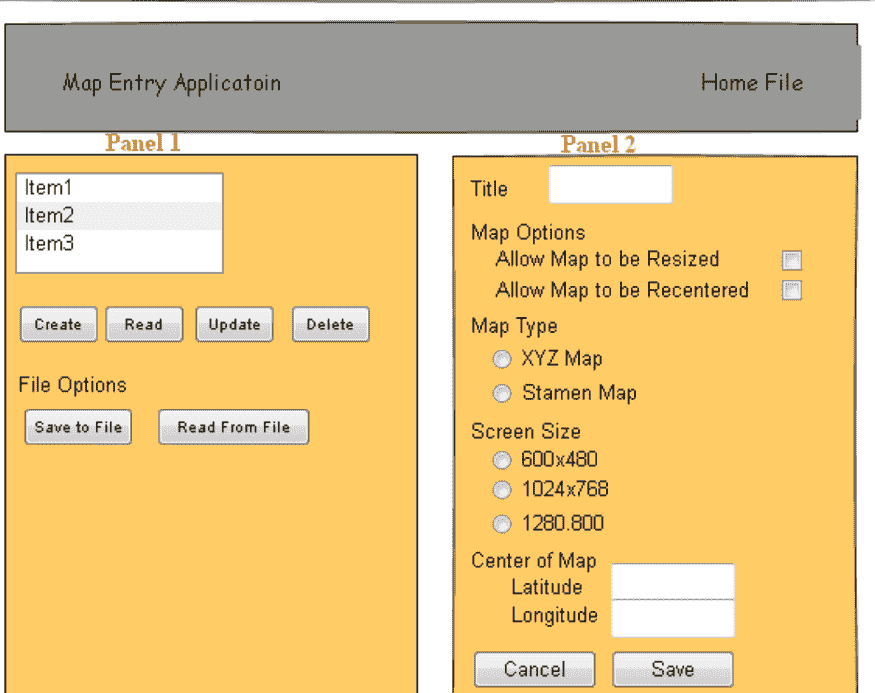 Map Entry Applicatoin
Home File
Panel 1
Item1
Item2
Item3
Create Read Update Delete
File Options
Save to File Read From File
Panel 2
Title
Map Options
Allow Map to be Resized
Allow Map to be Recentered
Map Type
XYZ Map
Stamen Map
Screen Size
600x480
1024x768
1280.800
Center of Map
Latitude
Longitude
Cancel Save